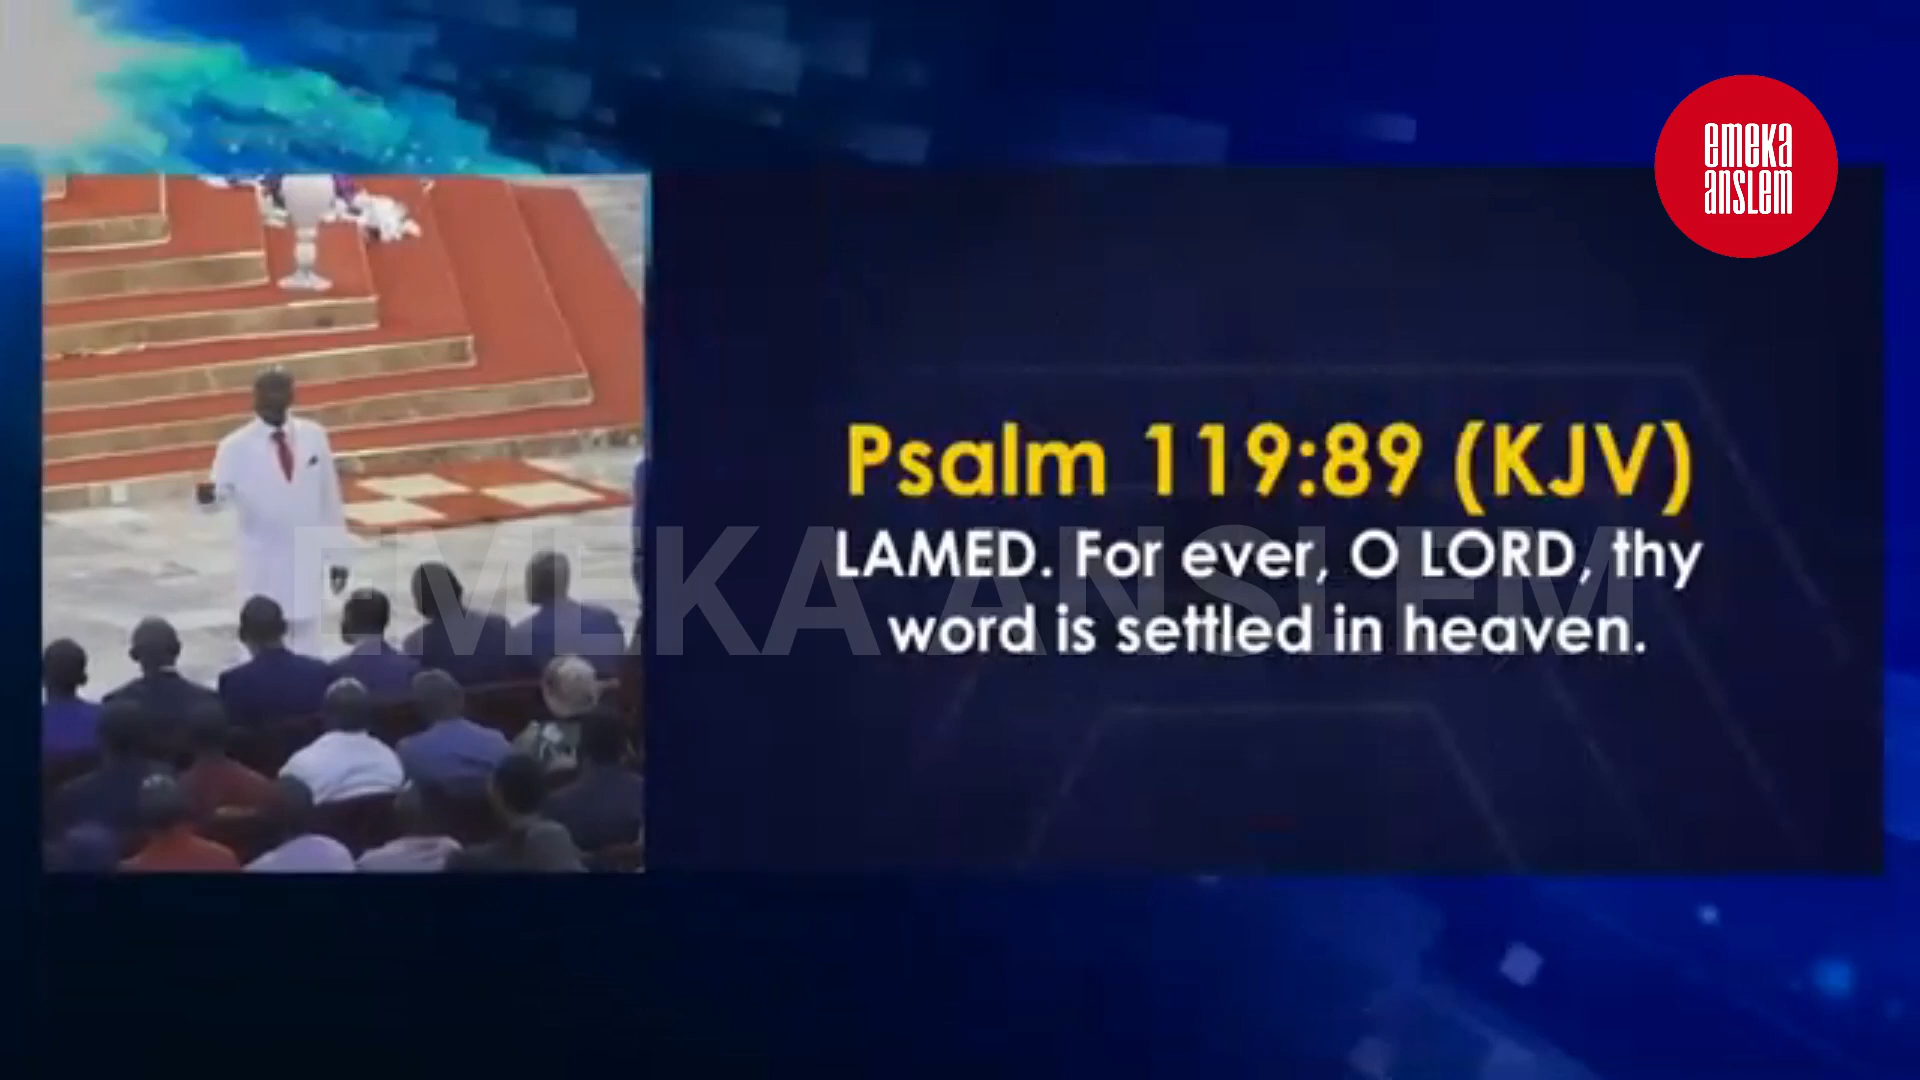 emeka
anslem
Psalm 119:89 (KJV)
LAMED. For ever, O LORD, thy
word is settled in heaven.
EMEKA ANSLEM